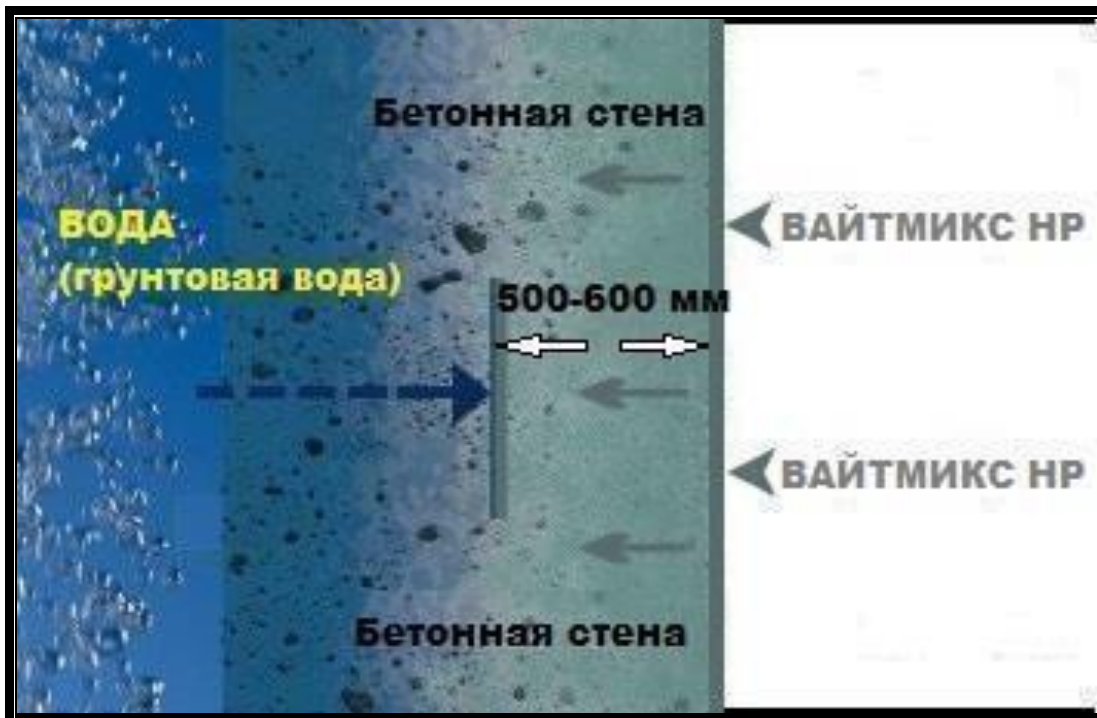 Бетонная стена
ВОДА
(грунтовая вода)
ВАЙТМИКС НР
500-600 мм
ВАЙТМИКС НР
Бетонная стена